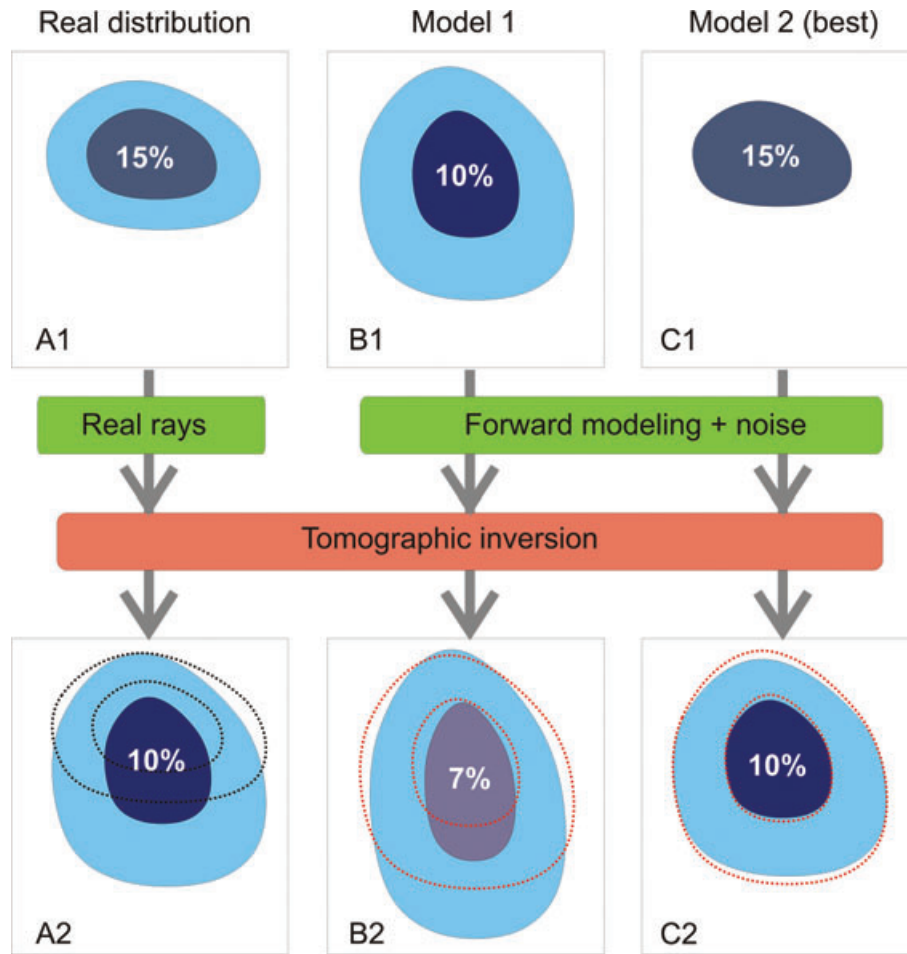 Real distribution
Model 1
Model 2 (best)
15%
10%
15%
A1
B1
C1
Real rays
Forward modeling + noise
Tomographic inversion
10%
7%
10%
A2
B2
C2